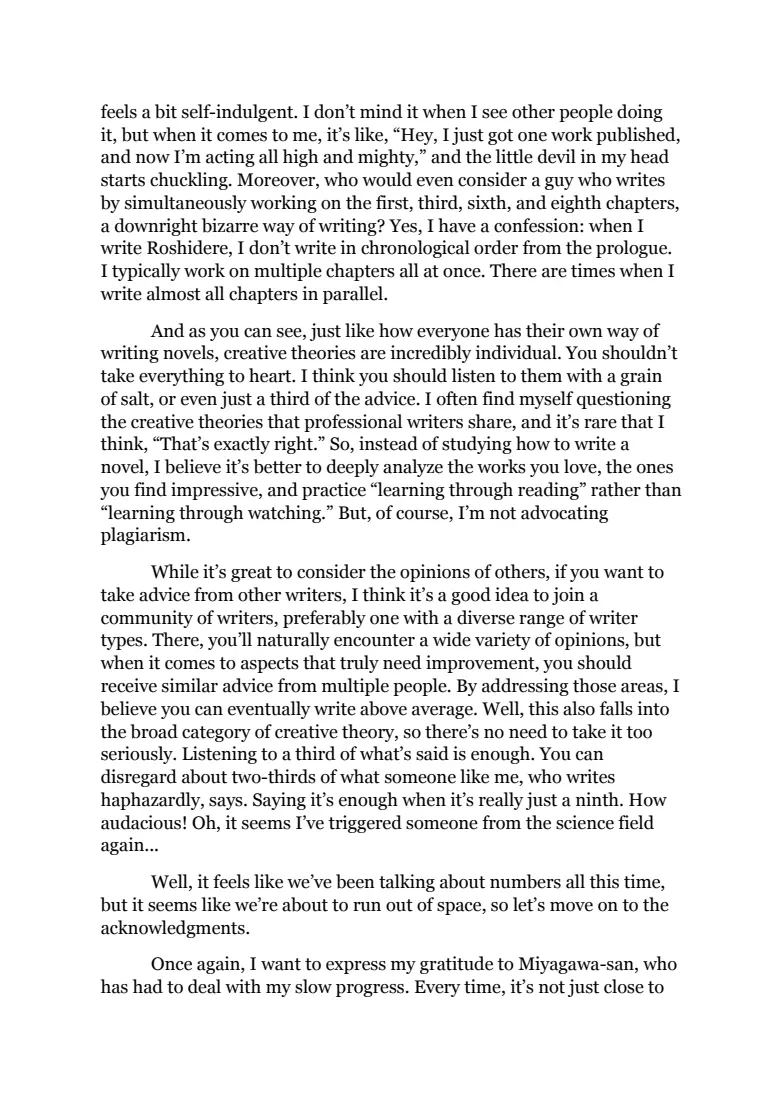 feels a bit self-indulgent. I don’t mind it when I see other people doing
it, but when it comes to me, it’s like, “Hey, I just got one work published,
and now I’m acting all high and mighty,” and the little devil in my head
starts chuckling. Moreover, who would even consider a guy who writes
by simultaneously working on the first, third, sixth, and eighth chapters,
a downright bizarre way of writing? Yes, I have a confession: when I
write Roshidere, I don’t write in chronological order from the prologue.
I typically work on multiple chapters all at once. There are times when I
write almost all chapters in parallel.
And as you can see, just like how everyone has their own way of
writing novels, creative theories are incredibly individual. You shouldn’t
take everything to heart. I think you should listen to them with a grain
of salt, or even just a third of the advice. I often find myself questioning
the creative theories that professional writers share, and it’s rare that I
think, “That’s exactly right.” So, instead of studying how to write a
novel, I believe it’s better to deeply analyze the works you love, the ones
you find impressive, and practice “learning through reading” rather than
“learning through watching.” But, of course, I’m not advocating
plagiarism.
While it’s great to consider the opinions of others, if you want to
take advice from other writers, I think it’s a good idea to join a
community of writers, preferably one with a diverse range of writer
types. There, you’ll naturally encounter a wide variety of opinions, but
when it comes to aspects that truly need improvement, you should
receive similar advice from multiple people. By addressing those areas, I
believe you can eventually write above average. Well, this also falls into
the broad category of creative theory, so there’s no need to take it too
seriously. Listening to a third of what’s said is enough. You can
disregard about two-thirds of what someone like me, who writes
haphazardly, says. Saying it’s enough when it’s really just a ninth. How
audacious! Oh, it seems I’ve triggered someone from the science field
again...
Well, it feels like we’ve been talking about numbers all this time,
but it seems like we’re about to run out of space, so let’s move on to the
acknowledgments.
Once again, I want to express my gratitude to Miyagawa-san, who
has had to deal with my slow progress. Every time, it’s not just close to